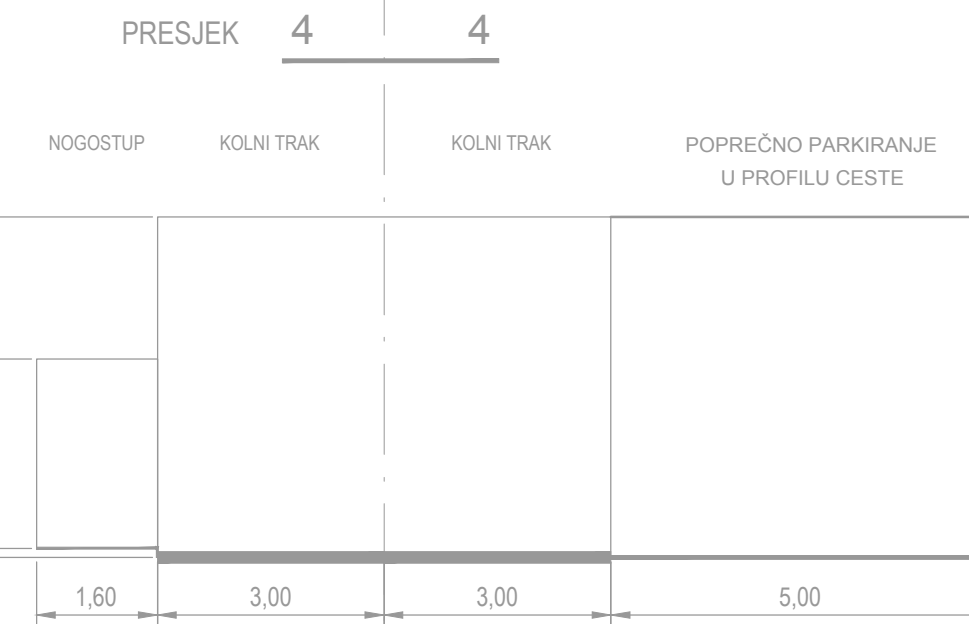 PRESJEK 4 4
NOGOSTUP KOLNI TRAK KOLNI TRAK POPREČNO PARKIRANJE
U PROFILU CESTE
1,60 3,00 3,00 5,00